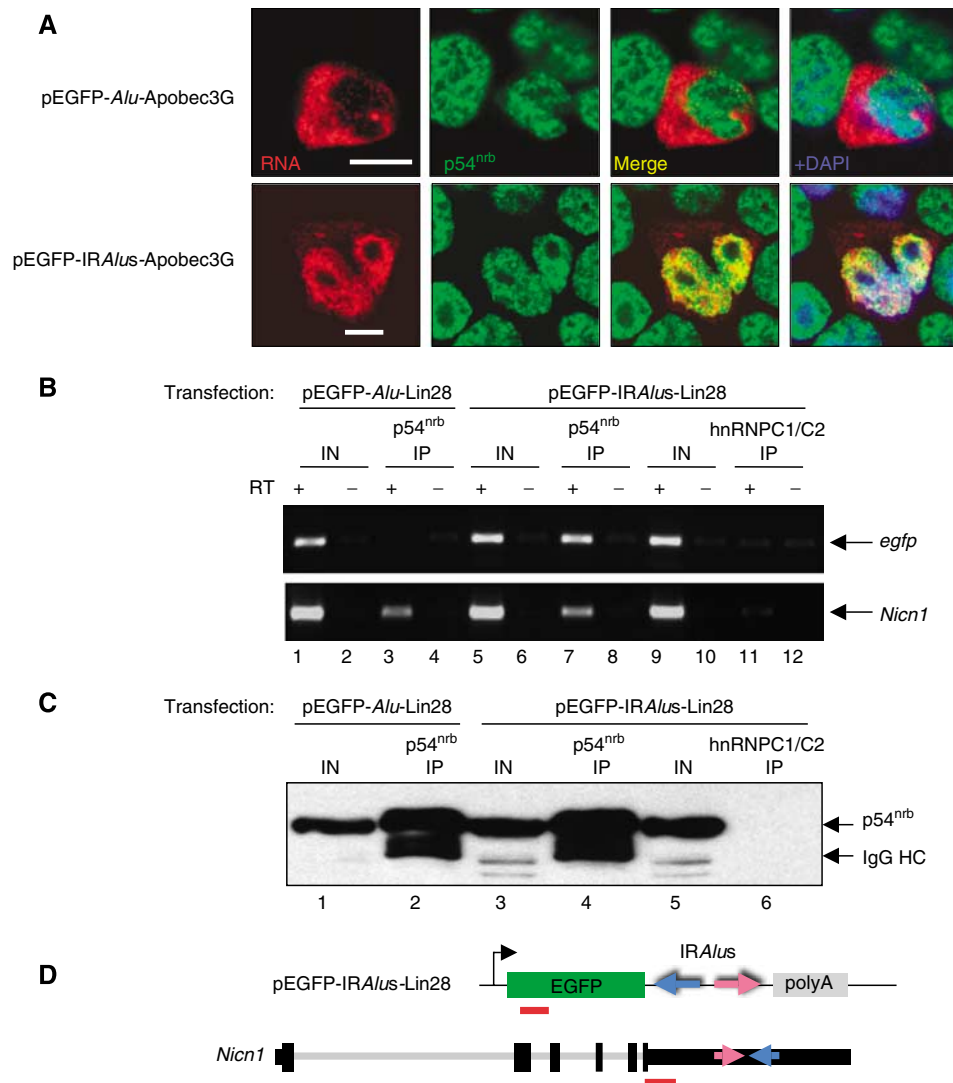 A
pEGFP-Alu-Apobec3G
RNA
p54nrb
Merge
+DAPI
pEGFP-IRAlus-Apobec3G
B
Transfection:
pEGFP-Alu-Lin28
pEGFP-IRAlus-Lin28
p54nrb
p54nrb
hnRNPC1/C2
IN
IP
IN
IP
IN
IP
RT + − + − + − + − + − + −
egfp
Nicn1
1 2 3 4 5 6 7 8 9 10 11 12
C
Transfection:
pEGFP-Alu-Lin28
pEGFP-IRAlus-Lin28
p54nrb
p54nrb
hnRNPC1/C2
IN
IP
IN
IP
IN
IP
p54nrb
IgG HC
1 2 3 4 5 6
D
IRAlus
pEGFP-IRAlus-Lin28
EGFP
polyA
Nicn1